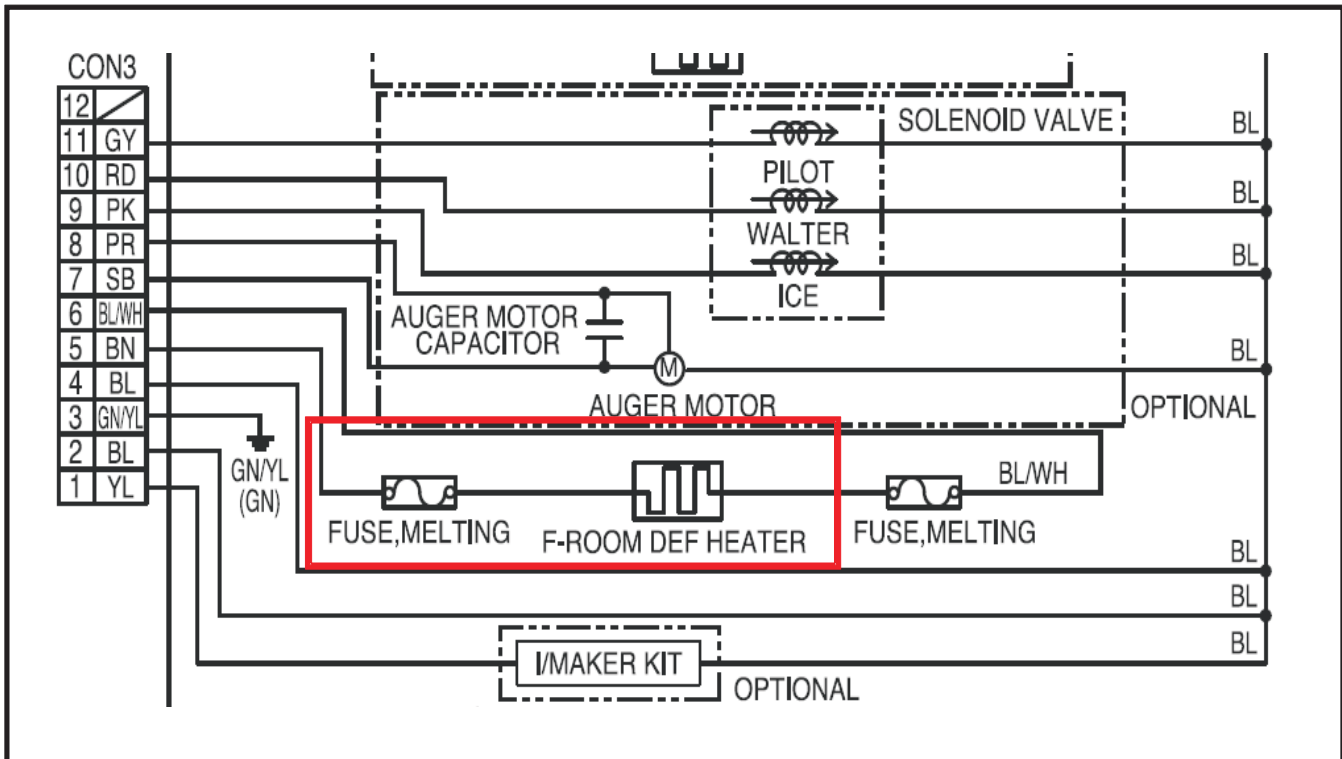 CON3
12
11 GY
10 RD
9 PK
8 PR
7 SB
6 BL/WH
5 BN
4 BL
3 GN/YL
2 BL
1 YL
SOLENOID VALVE
BL
PILOT
BL
WALTER
BL
ICE
AUGER MOTOR
CAPACITOR
M
BL
AUGER MOTOR
OPTIONAL
GN/YL
(GN)
BL/WH
FUSE,MELTING
F-ROOM DEF HEATER
FUSE,MELTING
BL
BL
BL
I/MAKER KIT
OPTIONAL